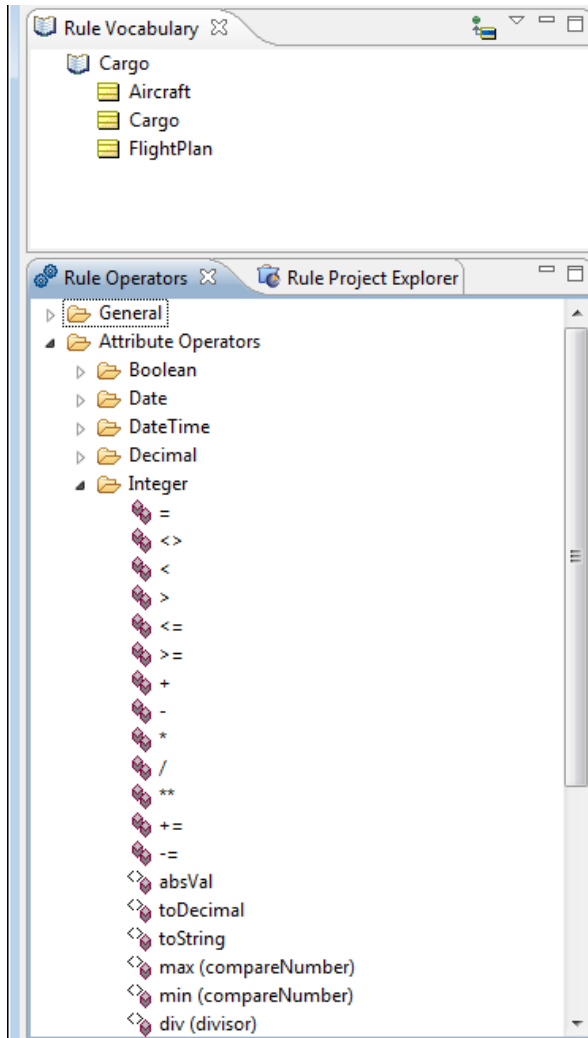 Rule Vocabulary
Cargo
Aircraft
Cargo
FlightPlan
Rule Operators Rule Project Explorer
General
Attribute Operators
Boolean
Date
DateTime
Decimal
Integer
=
<>
<
>
<=
>=
+
-
*
/
**
+=
-=
absVal
toDecimal
toString
max (compareNumber)
min (compareNumber)
div (divisor)